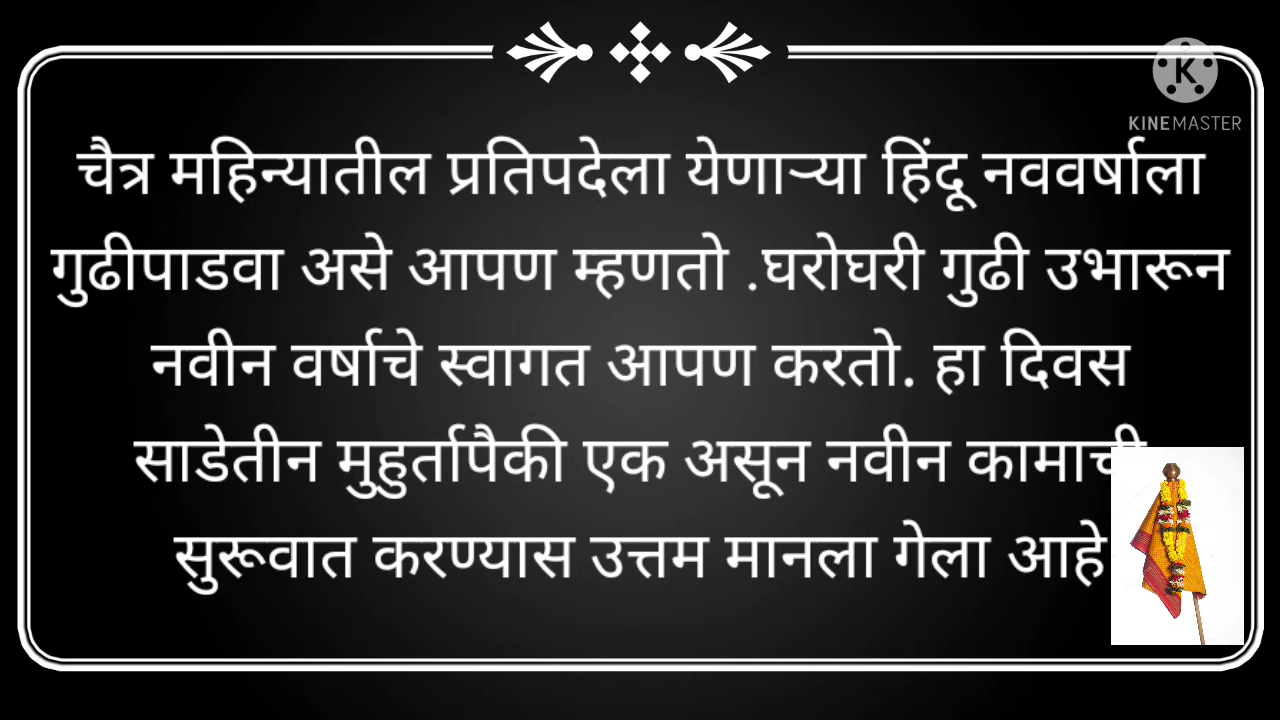 KINEMASTER
चैत्र महिन्यातील प्रतिपदेला येणाऱ्या हिंदू नववर्षाला
गुढीपाडवा असे आपण म्हणतो .घरोघरी गुढी उभारून
नवीन वर्षाचे स्वागत आपण करतो. हा दिवस
साडेतीन मुहुर्तापैकी एक असून नवीन कामाची
सुरूवात करण्यास उत्तम मानला गेला आहे